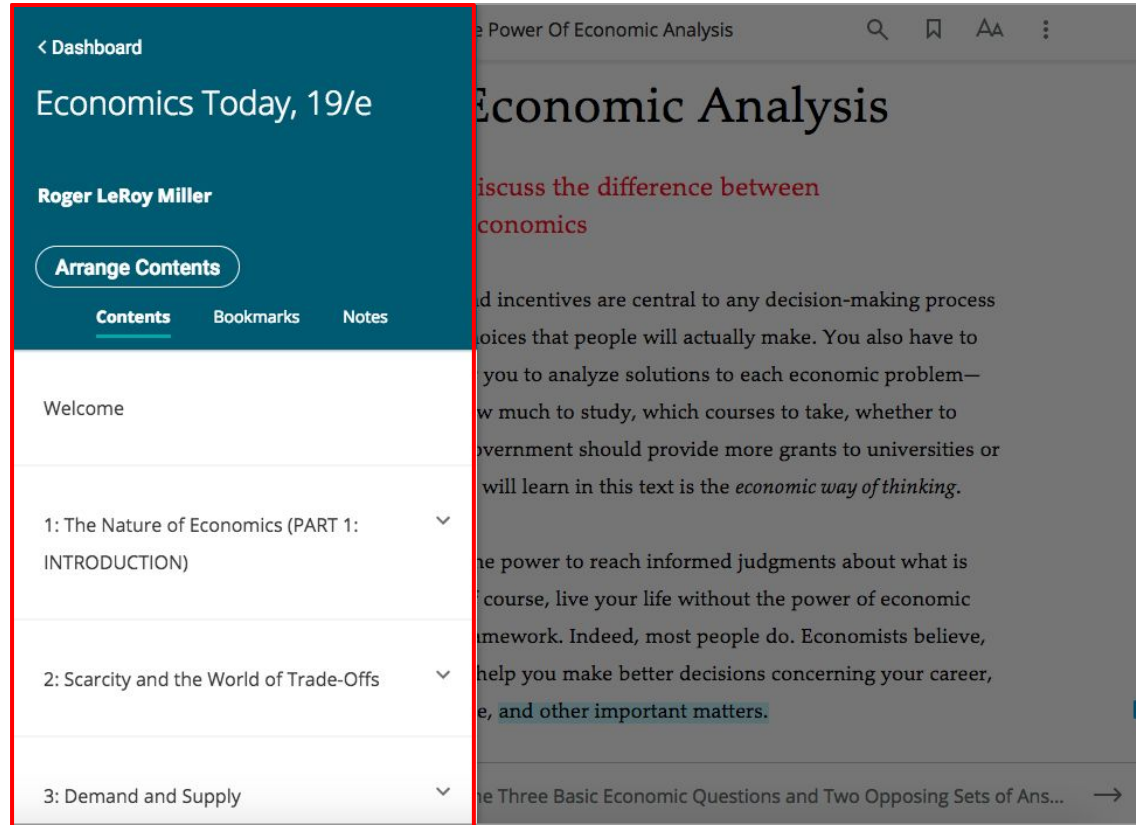 < Dashboard
Economics Today, 19/e
Roger LeRoy Miller
Arrange Contents
Contents Bookmarks Notes
Welcome
1: The Nature of Economics (PART 1:
INTRODUCTION)
2: Scarcity and the World of Trade-Offs
3: Demand and Supply
Power Of Economic Analysis
AA
Economic Analysis
iscuss the difference between
conomics
nd incentives are central to any decision-making process
oices that people will actually make. You also have to
you to analyze solutions to each economic problem—
w much to study, which courses to take, whether to
overnment should provide more grants to universities or
will learn in this text is the economic way of thinking.
he power to reach informed judgments about what is
course, live your life without the power of economic
amework. Indeed, most people do. Economists believe,
help you make better decisions concerning your career,
e, and other important matters.
he Three Basic Economic Questions and Two Opposing Sets of Ans...